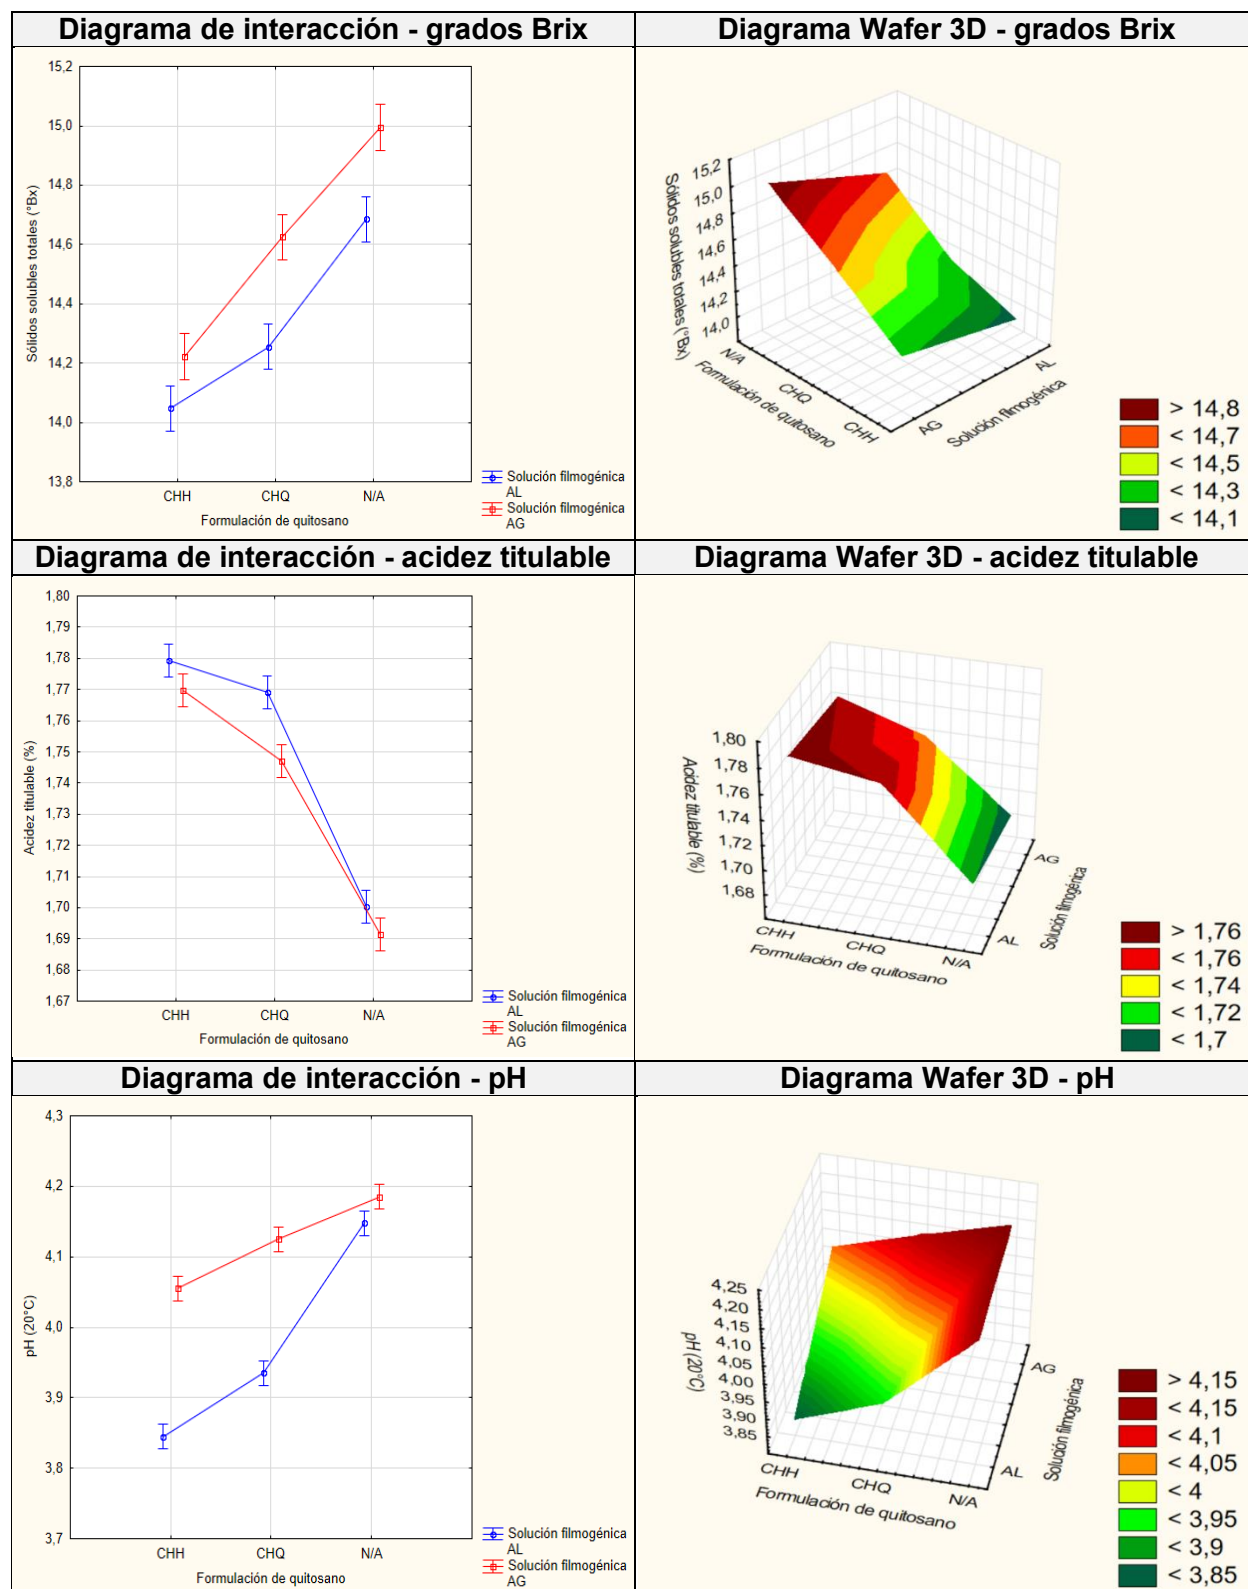 Diagrama de interacción - grados Brix
15,2
15,0
14,8
14,6
14,4
14,2
14,0
13,8
Sólidos solubles totales (°Bx)
CHH CHQ N/A
Formulación de quitosano
Solución filmogénica
AL
Solución filmogénica
AG
Diagrama Wafer 3D - grados Brix
15,2
15,0
14,8
14,6
14,4
14,2
14,0
Sólidos solubles totales (°Bx)
N/A
CHQ
CHH
Formulación de quitosano
AG
AL
Solución filmogénica
> 14,8
< 14,7
< 14,5
< 14,3
< 14,1
Diagrama de interacción - acidez titulable
1,80
1,79
1,78
1,77
1,76
1,75
1,74
1,73
1,72
1,71
1,70
1,69
1,68
1,67
Acidez titulable (%)
CHH CHQ N/A
Formulación de quitosano
Solución filmogénica
AL
Solución filmogénica
AG
Diagrama Wafer 3D - acidez titulable
1,80
1,78
1,76
1,74
1,72
1,70
1,68
Acidez titulable (%)
CHH
CHQ
N/A
Formulación de quitosano
AL
AG
Solución filmogénica
> 1,76
< 1,76
< 1,74
< 1,72
< 1,7
Diagrama de interacción - pH
4,3
4,2
4,1
4,0
3,9
3,8
3,7
pH (20°C)
CHH CHQ N/A
Formulación de quitosano
Solución filmogénica
AL
Solución filmogénica
AG
Diagrama Wafer 3D - pH
4,25
4,20
4,15
4,10
4,05
4,00
3,95
3,90
3,85
pH (20°C)
CHH
CHQ
N/A
Formulación de quitosano
AL
AG
Solución filmogénica
> 4,15
< 4,15
< 4,1
< 4,05
< 4
< 3,95
< 3,9
< 3,85